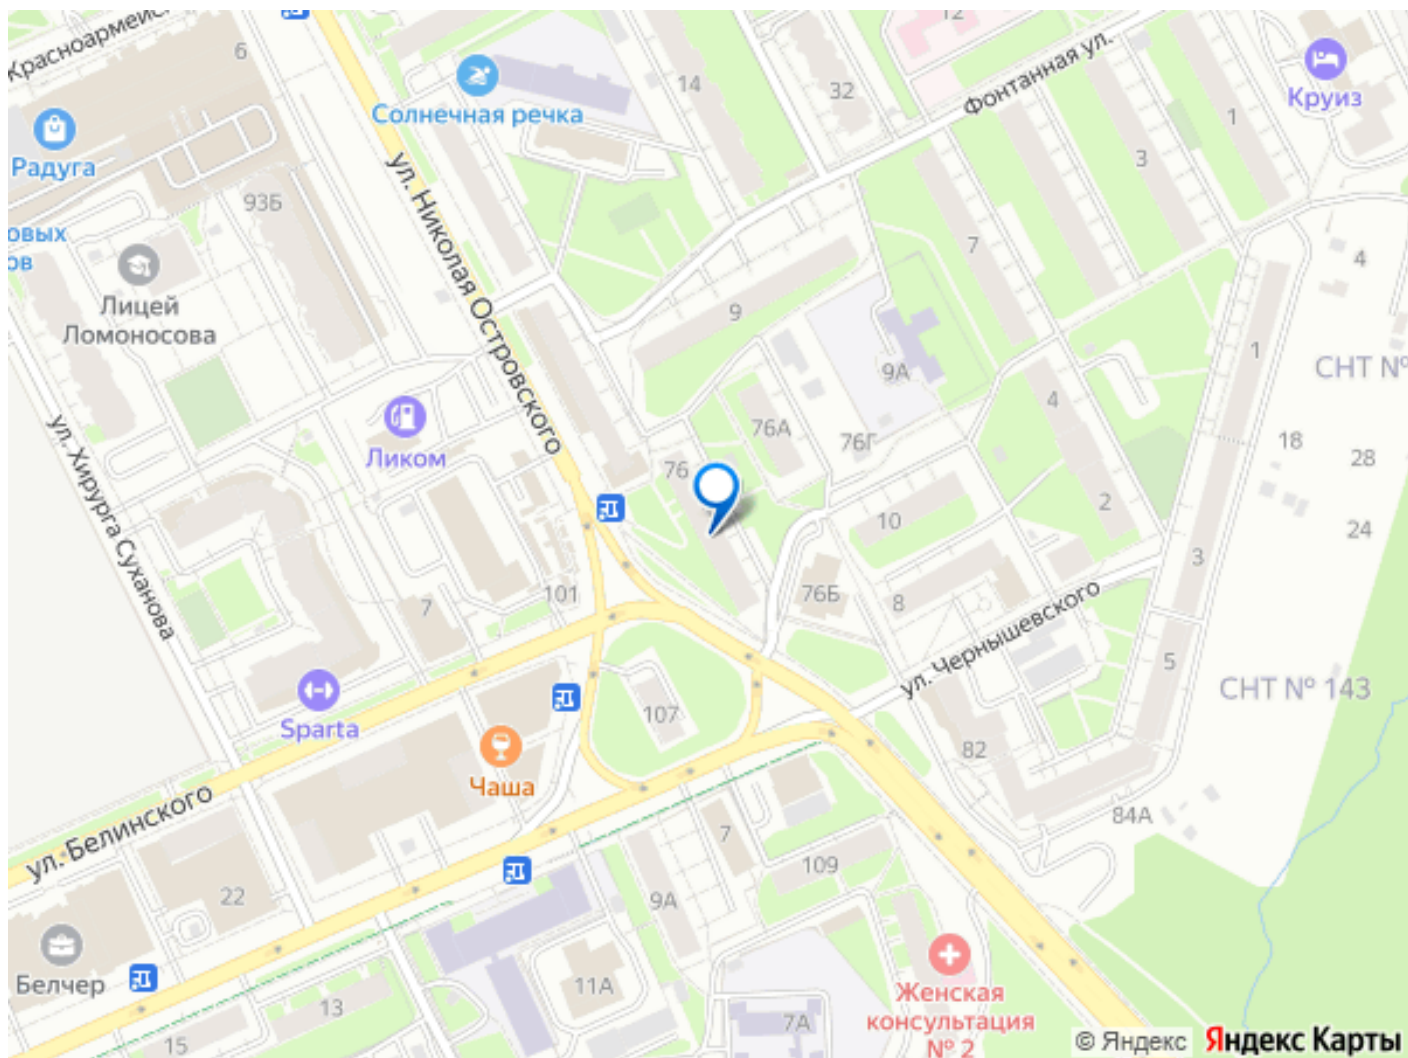 12
Красноармейс
6
Фонтанная ул.
Круиз
14
32
Солнечная речка
1
Радуга
3
ул. Николая Островского
93Б
овых
ов
7
4
Лицей
Ломоносова
9
1
СНТ №
9А
4
ул. Хирурга Суханова
76А
76Г
18
Ликом
76
28
2
10
24
3
101
76Б
7
8
ул. Чернышевского
5
СНТ № 143
Sparta
107
82
Чаша
ул. Белинского
84А
7
109
22
9А
Белчер
11А
Женская
консультация
№ 2
13
7А
15
© Яндекс
Яндекс Карты